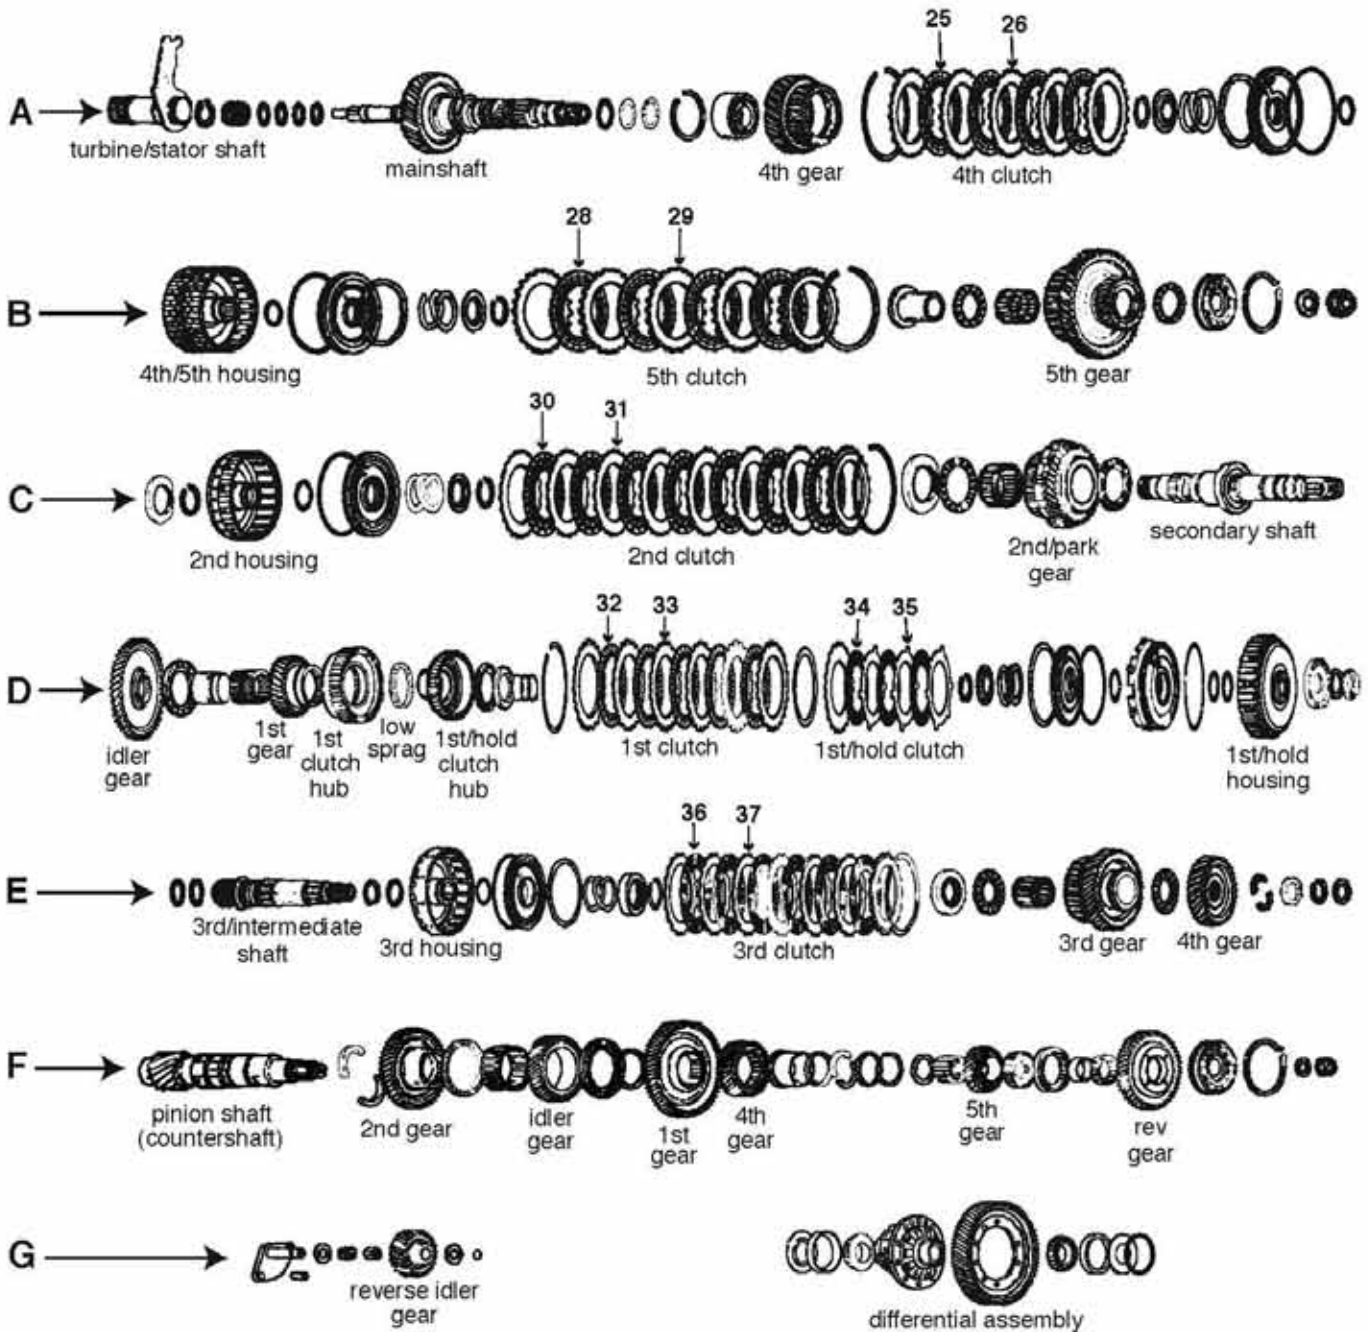 25 26
A
turbine/stator shaft
mainshaft
4th gear
4th clutch
28 29
B
4th/5th housing
5th clutch
5th gear
30 31
C
2nd housing
2nd clutch
2nd/park
gear
secondary shaft
32 33 34 35
D
idler
gear
1st
gear
1st
clutch
hub
low
sprag
1st/hold
clutch
hub
1st clutch
1st/hold clutch
1st/hold
housing
36 37
E
3rd/intermediate
shaft
3rd housing
3rd clutch
3rd gear
4th gear
F
pinion shaft
(countershaft)
2nd gear
idler
gear
1st
gear
4th
gear
5th
gear
rev
gear
G
reverse idler
gear
differential assembly